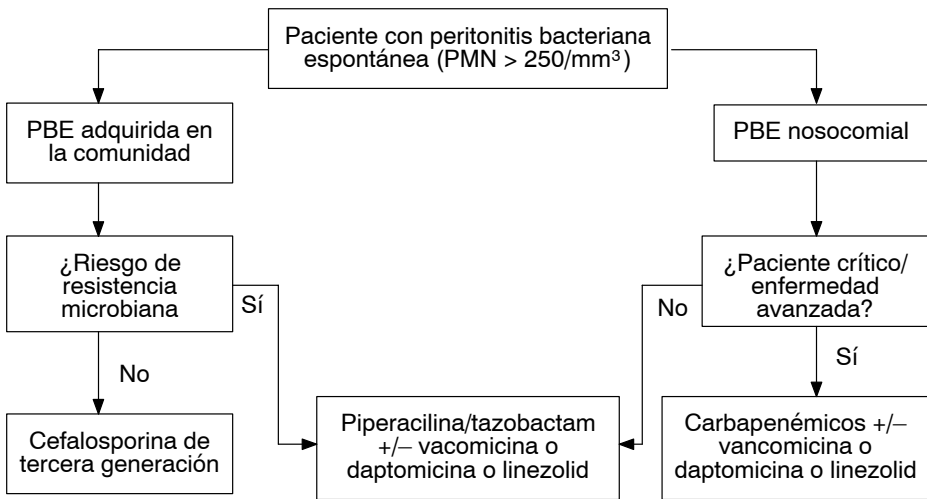 Paciente con peritonitis bacteriana
espontánea (PMN > 250/mm³)
PBE adquirida en
la comunidad
PBE nosocomial
¿Riesgo de
resistencia
microbiana
¿Paciente crítico/
enfermedad
avanzada?
Sí
No
No
Sí
Cefalosporina de
tercera generación
Piperacilina/tazobactam
+/– vacomicina o
daptomicina o linezolid
Carbapenémicos +/–
vancomicina o
daptomicina o linezolid